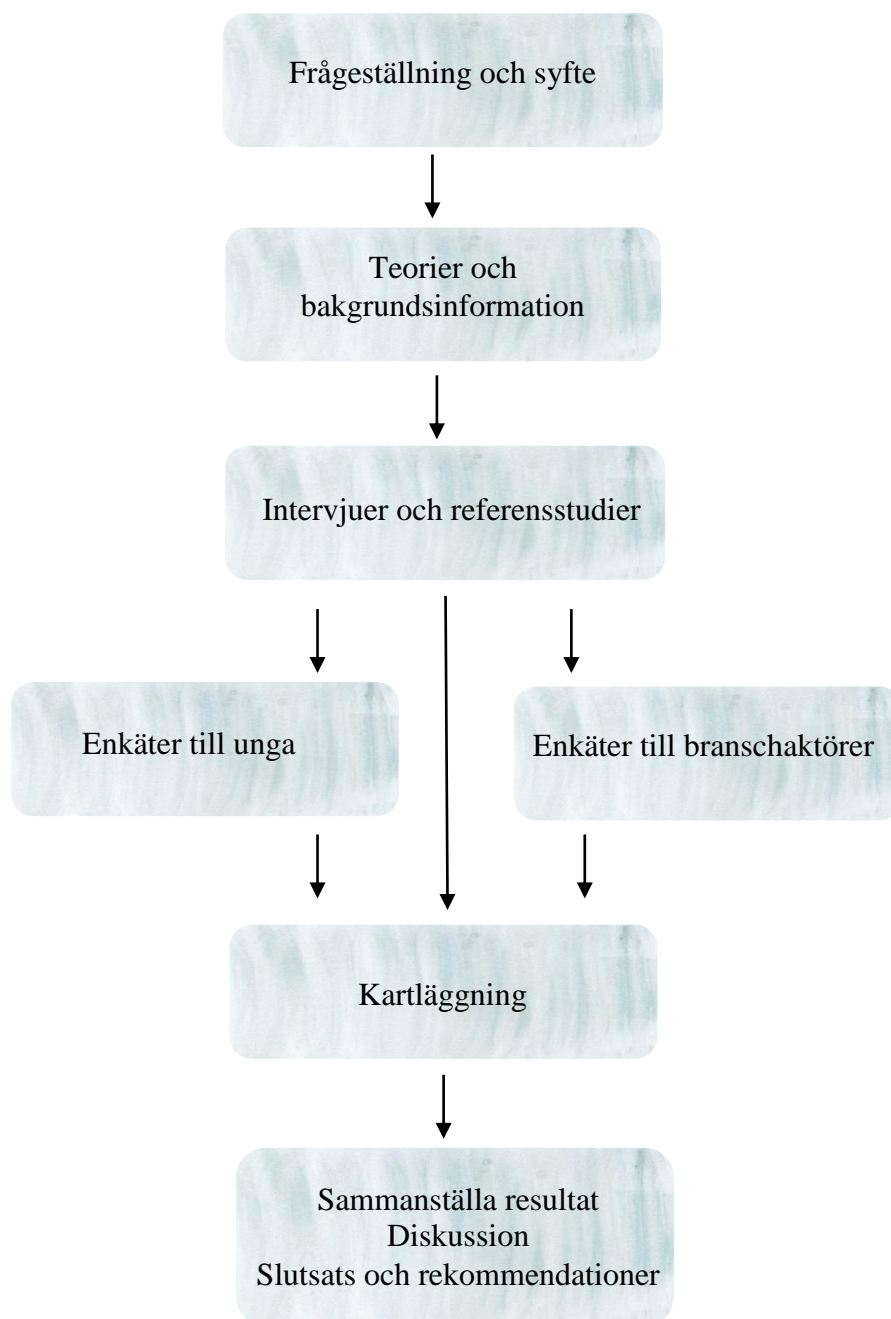 Frågeställning och syfte
Teorier och
bakgrundsinformation
Intervjuer och referensstudier
Enkäter till unga
Enkäter till branschaktörer
Kartläggning
Sammanställa resultat
Diskussion
Slutsats och rekommendationer